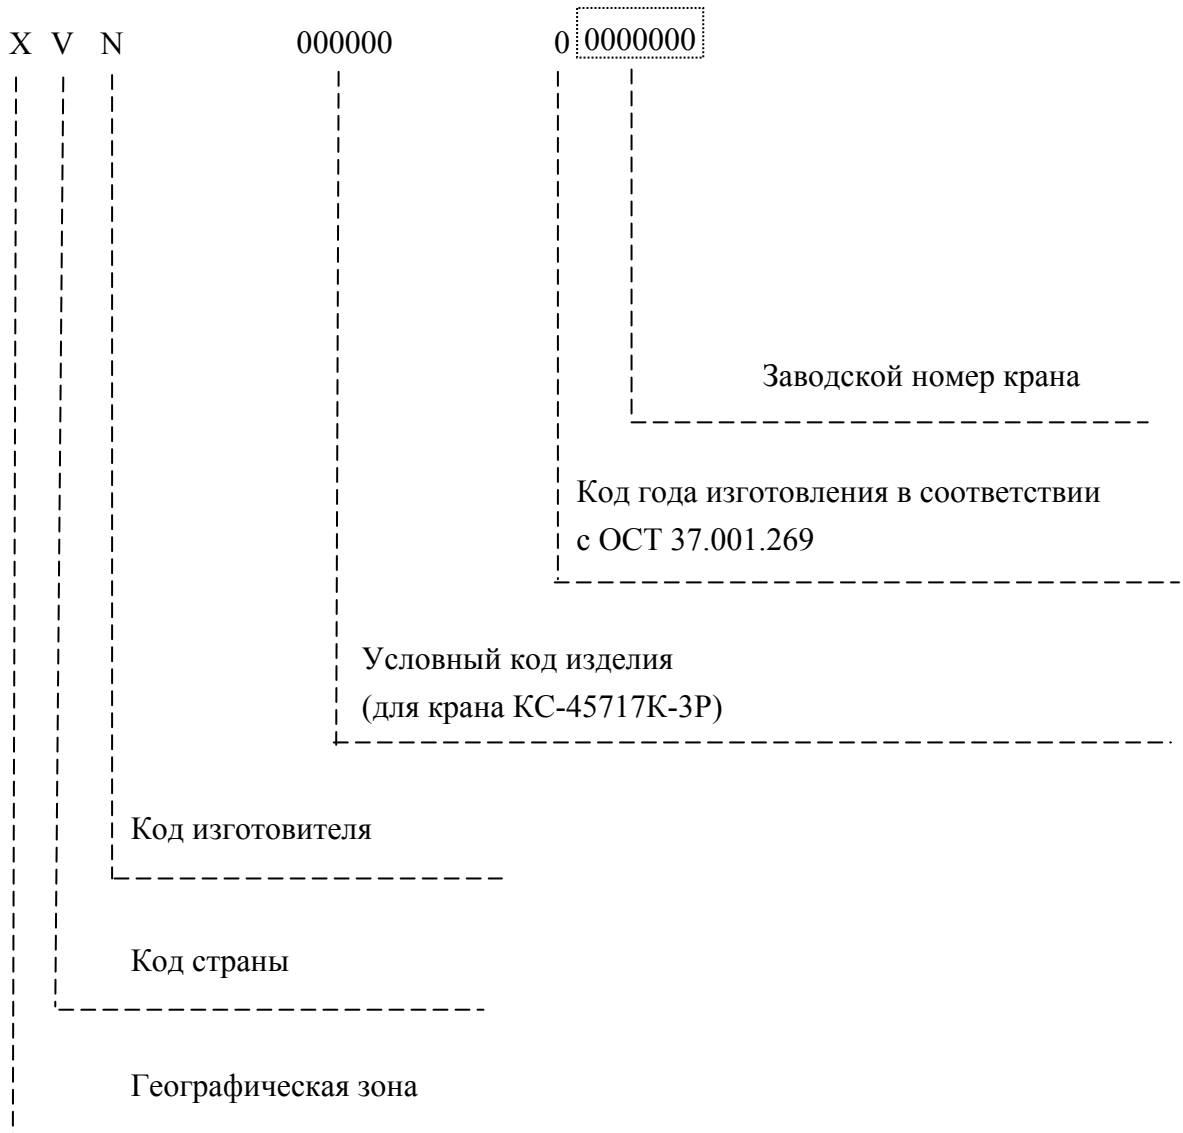 X V N 000000 0 0000000
Заводской номер крана
Код года изготовления в соответствии
с ОСТ 37.001.269
Условный код изделия
(для крана КС-45717К-3Р)
Код изготовителя
Код страны
Географическая зона